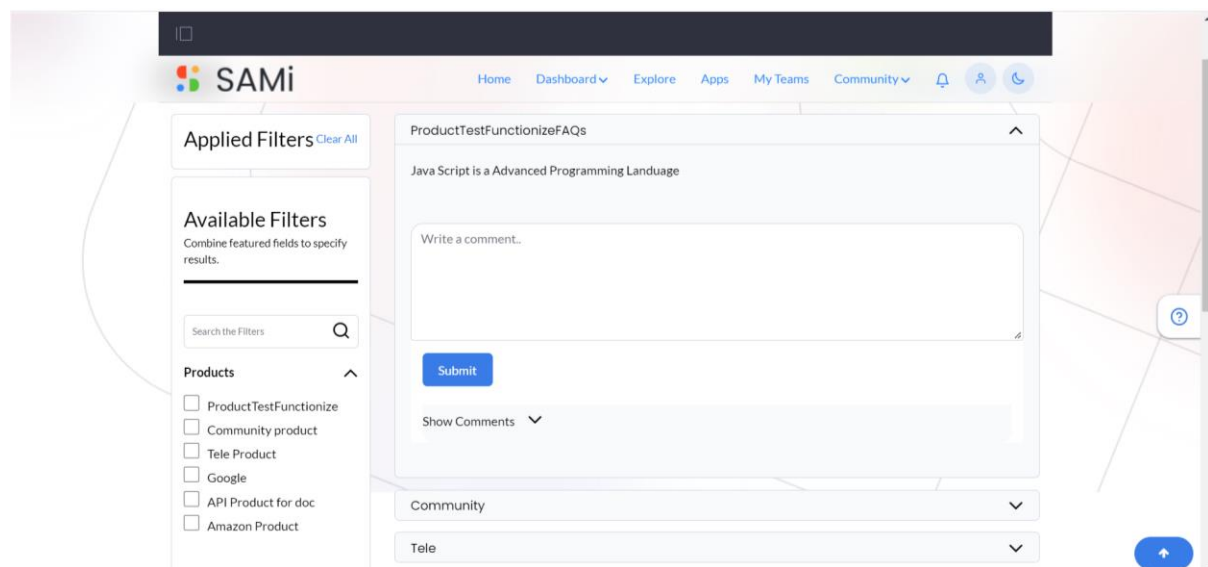 SAMi
Home Dashboard Explore Apps My Teams Community
Applied Filters Clear All
Available Filters
Combine featured fields to specify
results.
Search the Filters
Products
ProductTestFunctionize
Community product
Tele Product
Google
API Product for doc
Amazon Product
ProductTestFunctionizeFAQs
Java Script is a Advanced Programming Landuage
Write a comment..
Submit
Show Comments
Community
Tele